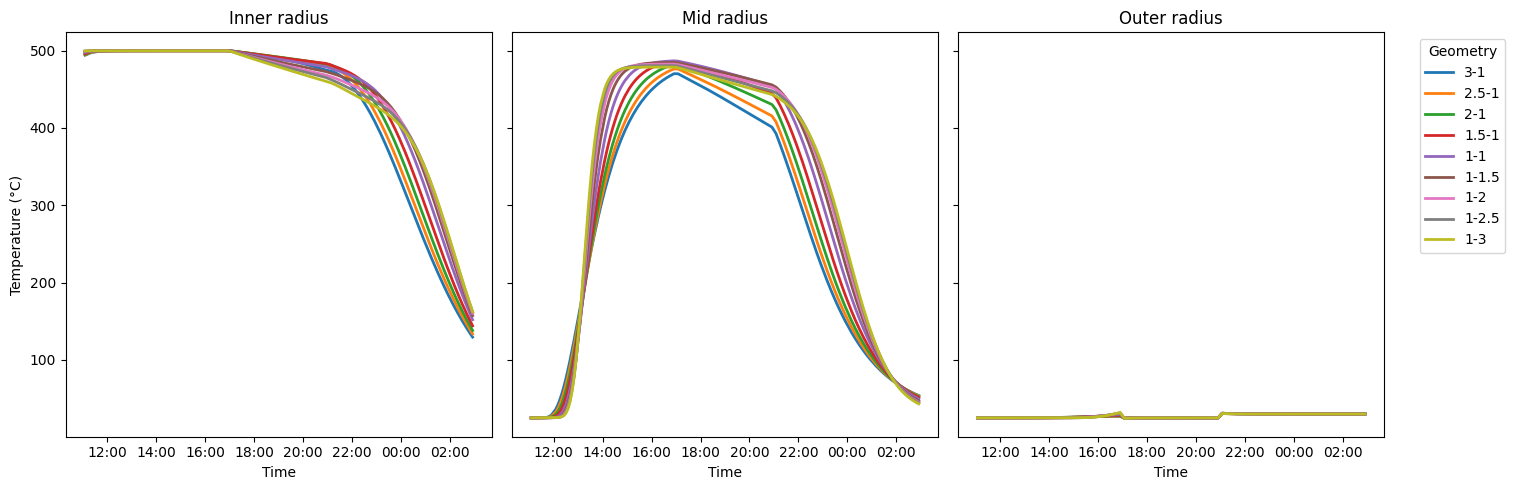 Inner radius
Mid radius
Outer radius
Temperature (°C)
500
400
300
200
100
12:00 14:00 16:00 18:00 20:00 22:00 00:00 02:00
12:00 14:00 16:00 18:00 20:00 22:00 00:00 02:00
12:00 14:00 16:00 18:00 20:00 22:00 00:00 02:00
Time
Time
Time
Geometry
3-1
2.5-1
2-1
1.5-1
1-1
1-1.5
1-2
1-2.5
1-3